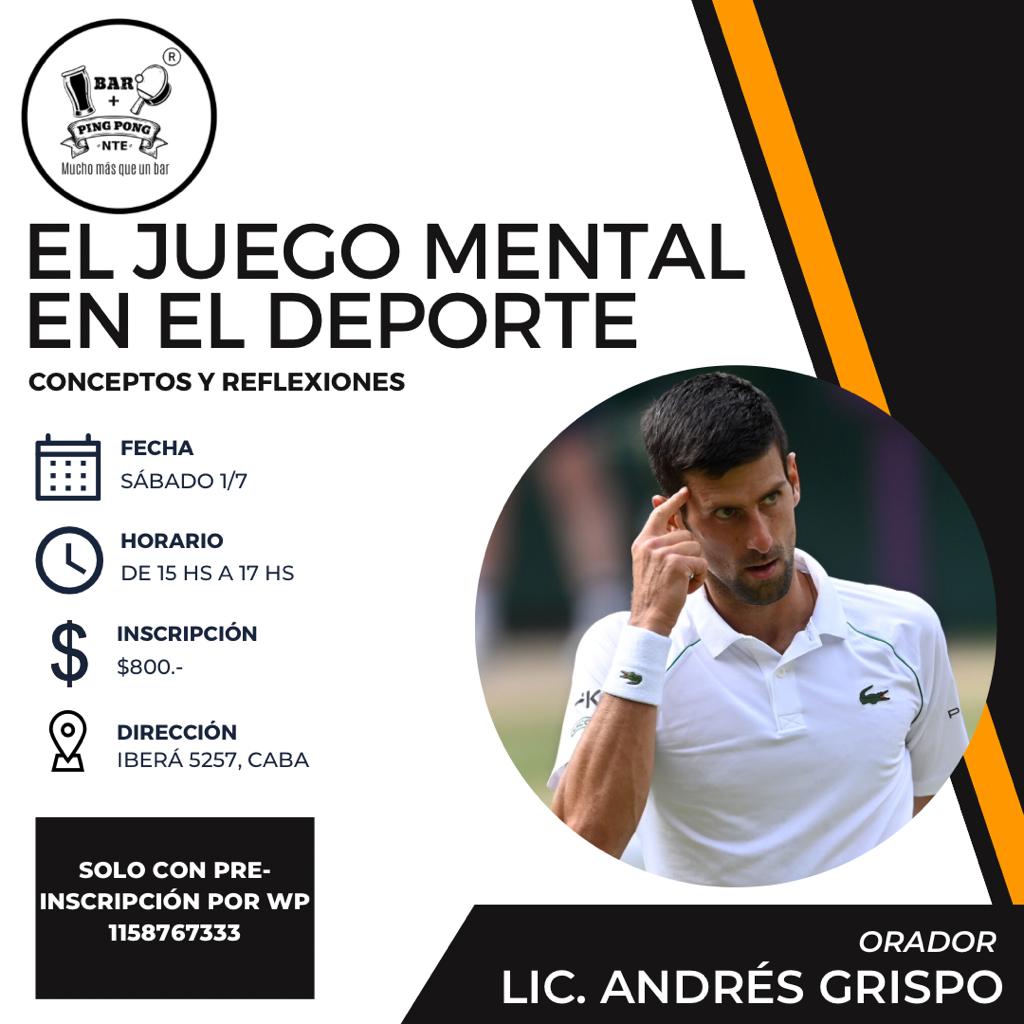 ®
BAR
+
PING PONG
·NTE·
Mucho más que un bar
EL JUEGO MENTAL
EN EL DEPORTE
CONCEPTOS Y REFLEXIONES
FECHA
SÁBADO 1/7
HORARIO
DE 15 HS A 17 HS
INSCRIPCIÓN
$800.-
DIRECCIÓN
IBERÁ 5257, CABA
SOLO CON PRE-
INSCRIPCIÓN POR WP
1158767333
ORADOR
LIC. ANDRÉS GRISPO